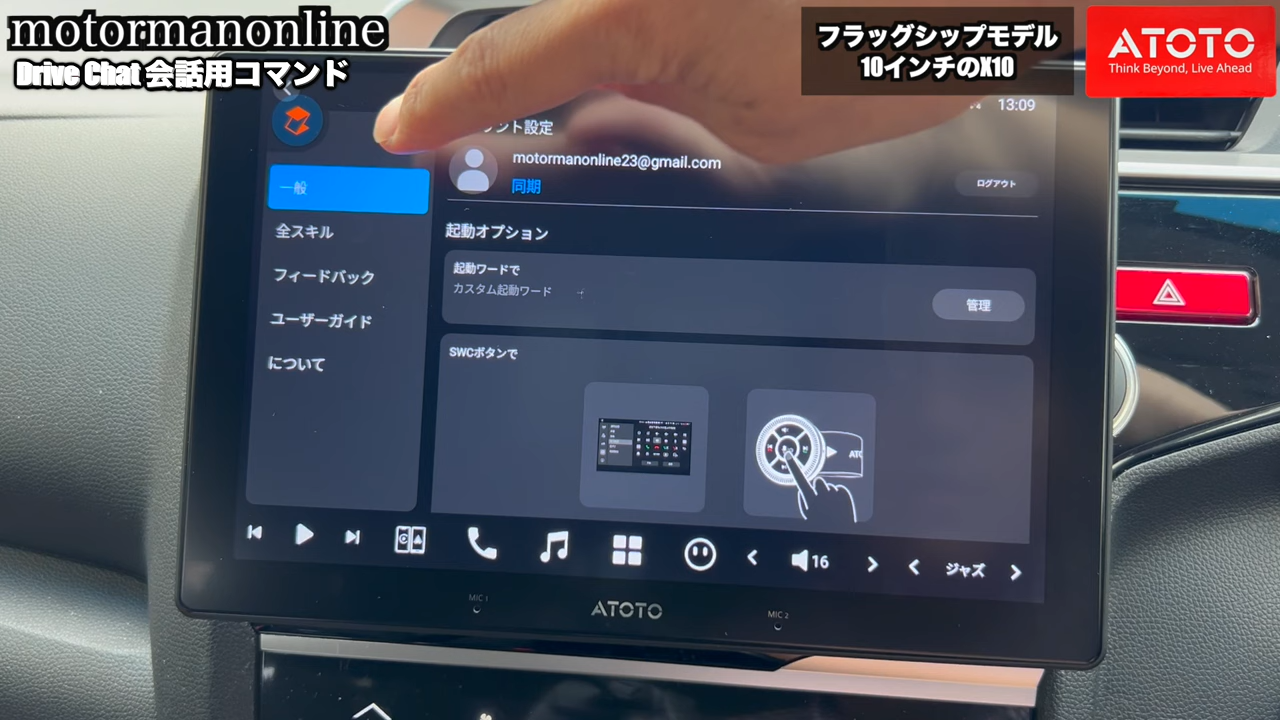 motormanonline
Drive Chat 会話用コマンド
フラッグシップモデル
10インチのX10
ATOTO
Think Beyond, Live Ahead
13:09
ント設定
motormanonline23@gmail.com
同期
ログアウト
一般
全スキル
フィードバック
ユーザーガイド
について
起動オプション
起動ワードで
カスタム起動ワード
管理
SWCボタンで
16
ジャズ
MIC 1
ATOTO
MIC 2